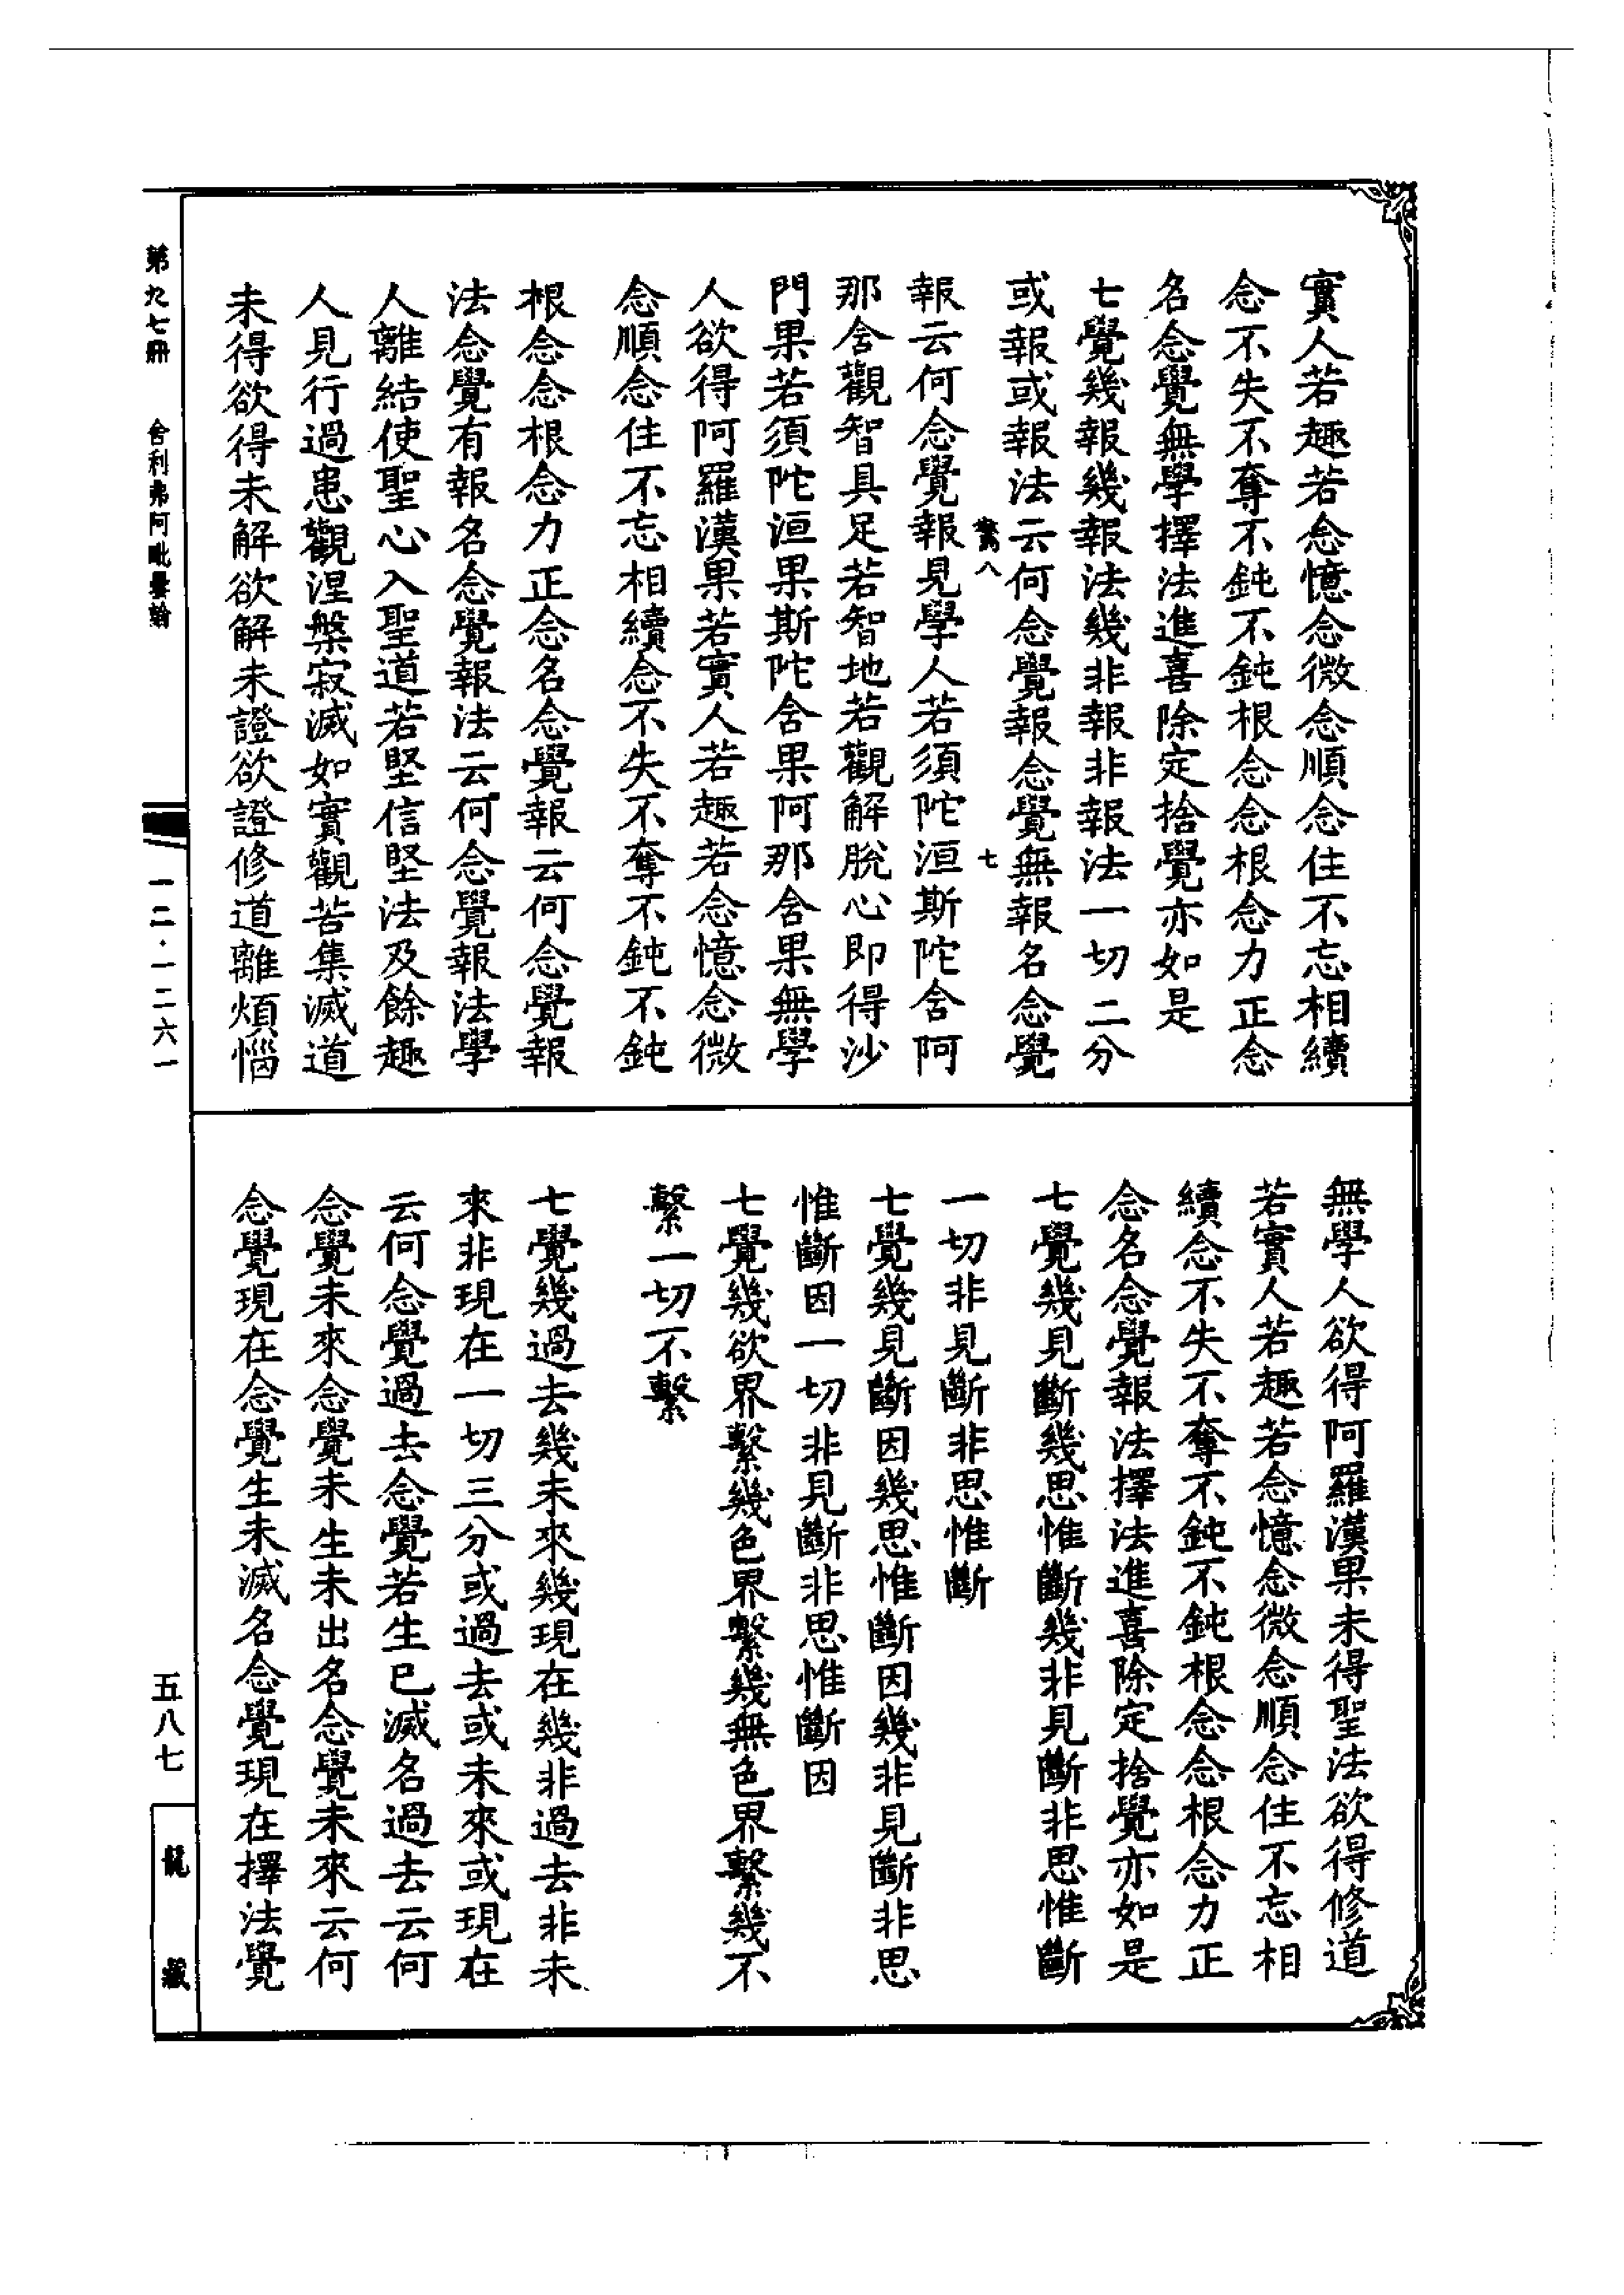 實人若趣若念憶念微念順念住不忘相續
念不失不奪不鈍不鈍根念念根念力正念
名念覺無學擇法進喜除定捨覺亦如是
七覺幾報幾報法幾非報非報法一切二分
或報或報法云何念覺報念覺無報名念覺
八
七
報云何念覺報見學人若須陀洹斯陀含阿
那含觀智具足若智地若觀解脫心即得沙
門果若須陀洹果斯陀含果阿那含果無學
人欲得阿羅漢果若實人若趣若念憶念微
念順念住不忘相續念不失不奪不鈍不鈍
根念念根念力正念名念覺報云何念覺報
法念覺有報名念覺報法云何念覺報法學
人離結使聖心入聖道若堅信堅法及餘趣
人見行過患觀涅槃寂滅如實觀苦集滅道
未得欲得未解欲解未證欲證修道離煩惱
無學人欲得阿羅漢果未得聖法欲得修道
若實人若趣若念憶念微念順念住不忘相
續念不失不奪不鈍不鈍根念念根念力正
念名念覺報法擇法進喜除定捨覺亦如是
七覺幾見斷幾思惟斷幾非見斷非思惟斷
一切非見斷非思惟斷
七覺幾見斷因幾思惟斷因幾非見斷非思
惟斷因一切非見斷非思惟斷因
七覺幾欲界繫幾色界繫幾無色界繫幾不
繫一切不繫
七覺幾過去幾未來幾現在幾非過去非未
來非現在一切三分或過去或未來或現在
云何念覺過去念覺若生已滅名過去云何
念覺未來念覺未生未出名念覺未來云何
念覺現在念覺生未滅名念覺現在擇法覺
第九七冊
舍利弗阿毗曇論
一二·一二六一
五八七
龍藏